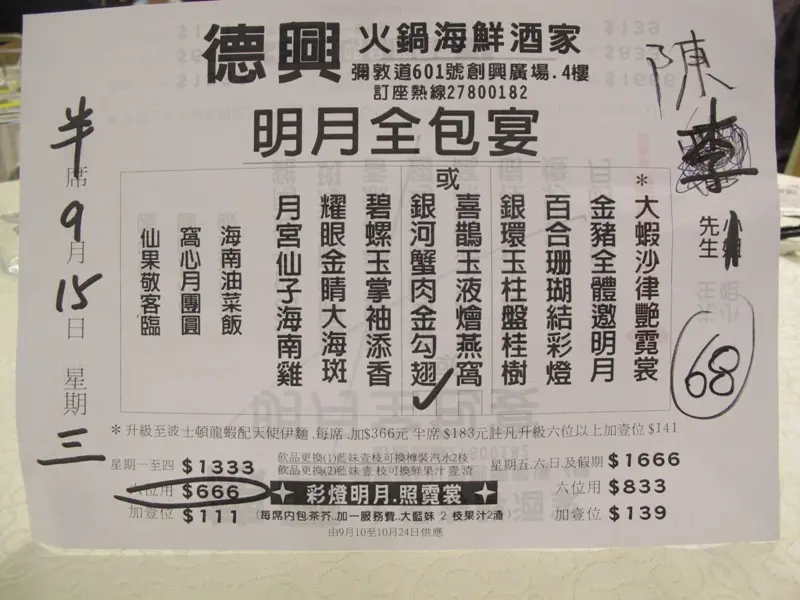 德興 火鍋海鮮酒家
彌敦道601號創興廣場.4樓
訂座熱線27800182
明月全包宴
陳
李
先生
68
半席9月15日 星期三
*大蝦沙律艷霓裳
金豬全體邀明月
百合珊瑚結彩燈
銀環玉柱盤桂樹
喜鵲玉液燴燕窩
或
銀河蟹肉金勾翅
碧螺玉掌袖添香
耀眼金睛大海斑
月宮仙子海南雞
海南油菜飯
窩心月團圓
仙果敬客臨
*升級至波士頓龍蝦配天使伊麵.每席.加$366元 半席$183元註凡升級六位以上加壹位 $141
星期一至四 $1333
六位用 $666
加壹位 $111
飲品更換(1)藍妹壹枝可換樽裝汽水2枝
飲品更換(2)藍妹壹枝可換鮮果汁壹渣
彩燈明月.照霓裳
(每席内包.茶芥..加一服務費..大藍妹 2 枝果汁2渣)
由9月10至10月24日供應
星期五.六.日.及假期 $1666
六位用 $833
加壹位 $139